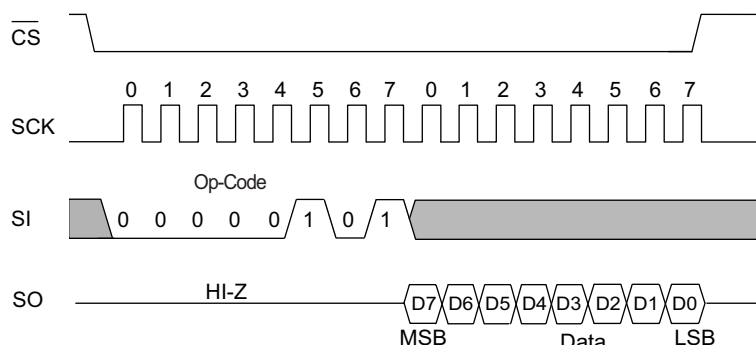 C̅S̅
0 1 2 3 4 5 6 7 0 1 2 3 4 5 6 7
SCK
Op-Code
SI 0 0 0 0 0 1 0 1
SO HI-Z D7 D6 D5 D4 D3 D2 D1 D0
MSB Data LSB